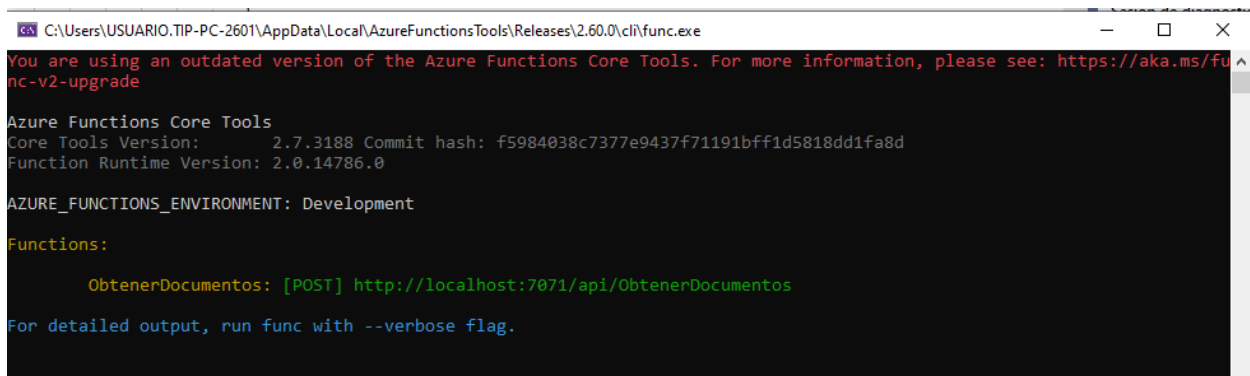 C:\Users\USUARIO.TIP-PC-2601\AppData\Local\AzureFunctionsTools\Releases\2.60.0\cli\func.exe
You are using an outdated version of the Azure Functions Core Tools. For more information, please see: https://aka.ms/fu
nc-v2-upgrade
Azure Functions Core Tools
Core Tools Version:       2.7.3188 Commit hash: f5984038c7377e9437f71191bff1d5818dd1fa8d
Function Runtime Version: 2.0.14786.0
AZURE_FUNCTIONS_ENVIRONMENT: Development
Functions:
ObtenerDocumentos: [POST] http://localhost:7071/api/ObtenerDocumentos
For detailed output, run func with --verbose flag.